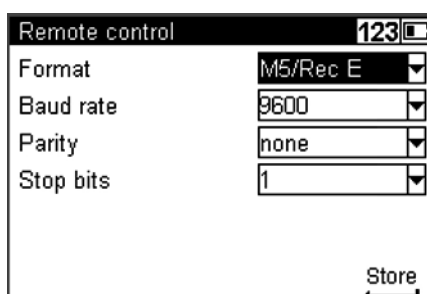 Remote control 123
Format M5/Rec E
Baud rate 9600
Parity none
Stop bits 1
Store